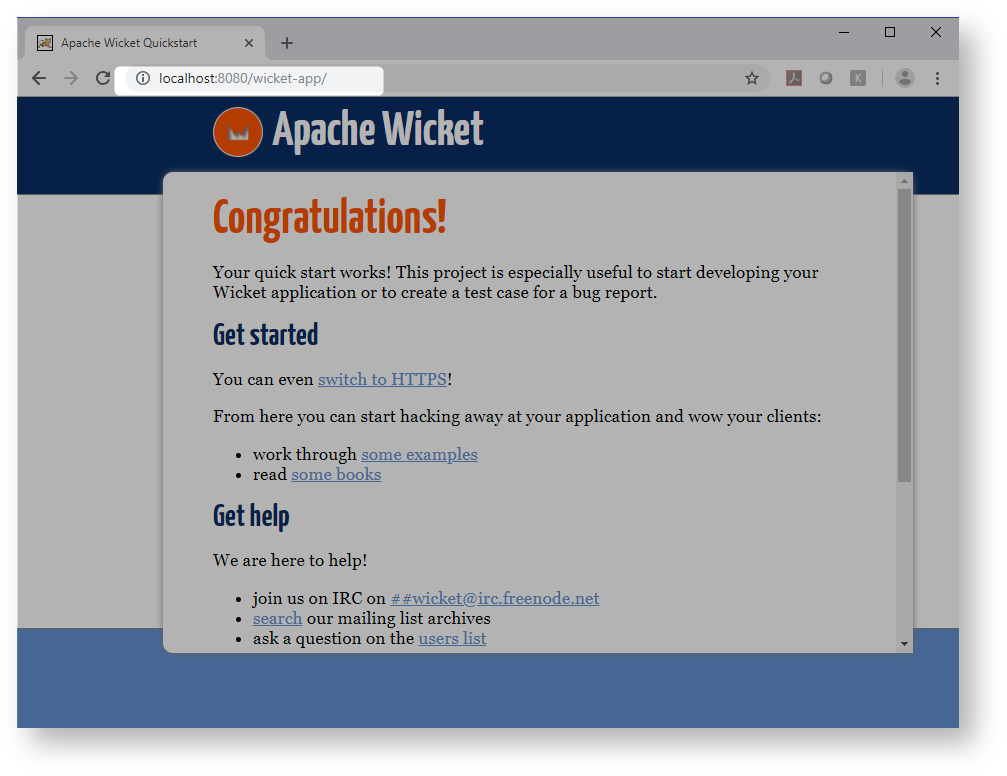 Apache Wicket Quickstart
localhost:8080/wicket-app/
K
Apache Wicket
Congratulations!
Your quick start works! This project is especially useful to start developing your
Wicket application or to create a test case for a bug report.
Get started
You can even switch to HTTPS!
From here you can start hacking away at your application and wow your clients:
• work through some examples
• read some books
Get help
We are here to help!
• join us on IRC on ##wicket@irc.freenode.net
• search our mailing list archives
• ask a question on the users list